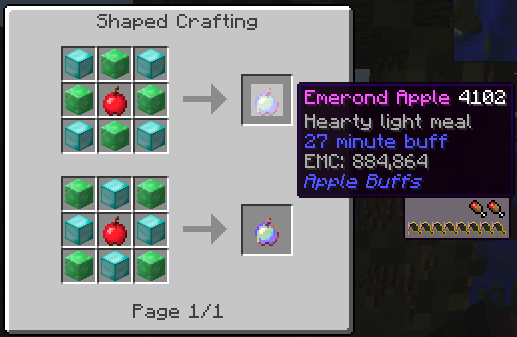 Shaped Crafting
Emerond Apple 4102
Hearty light meal
27 minute buff
EMC: 884,864
Apple Buffs
Page 1/1